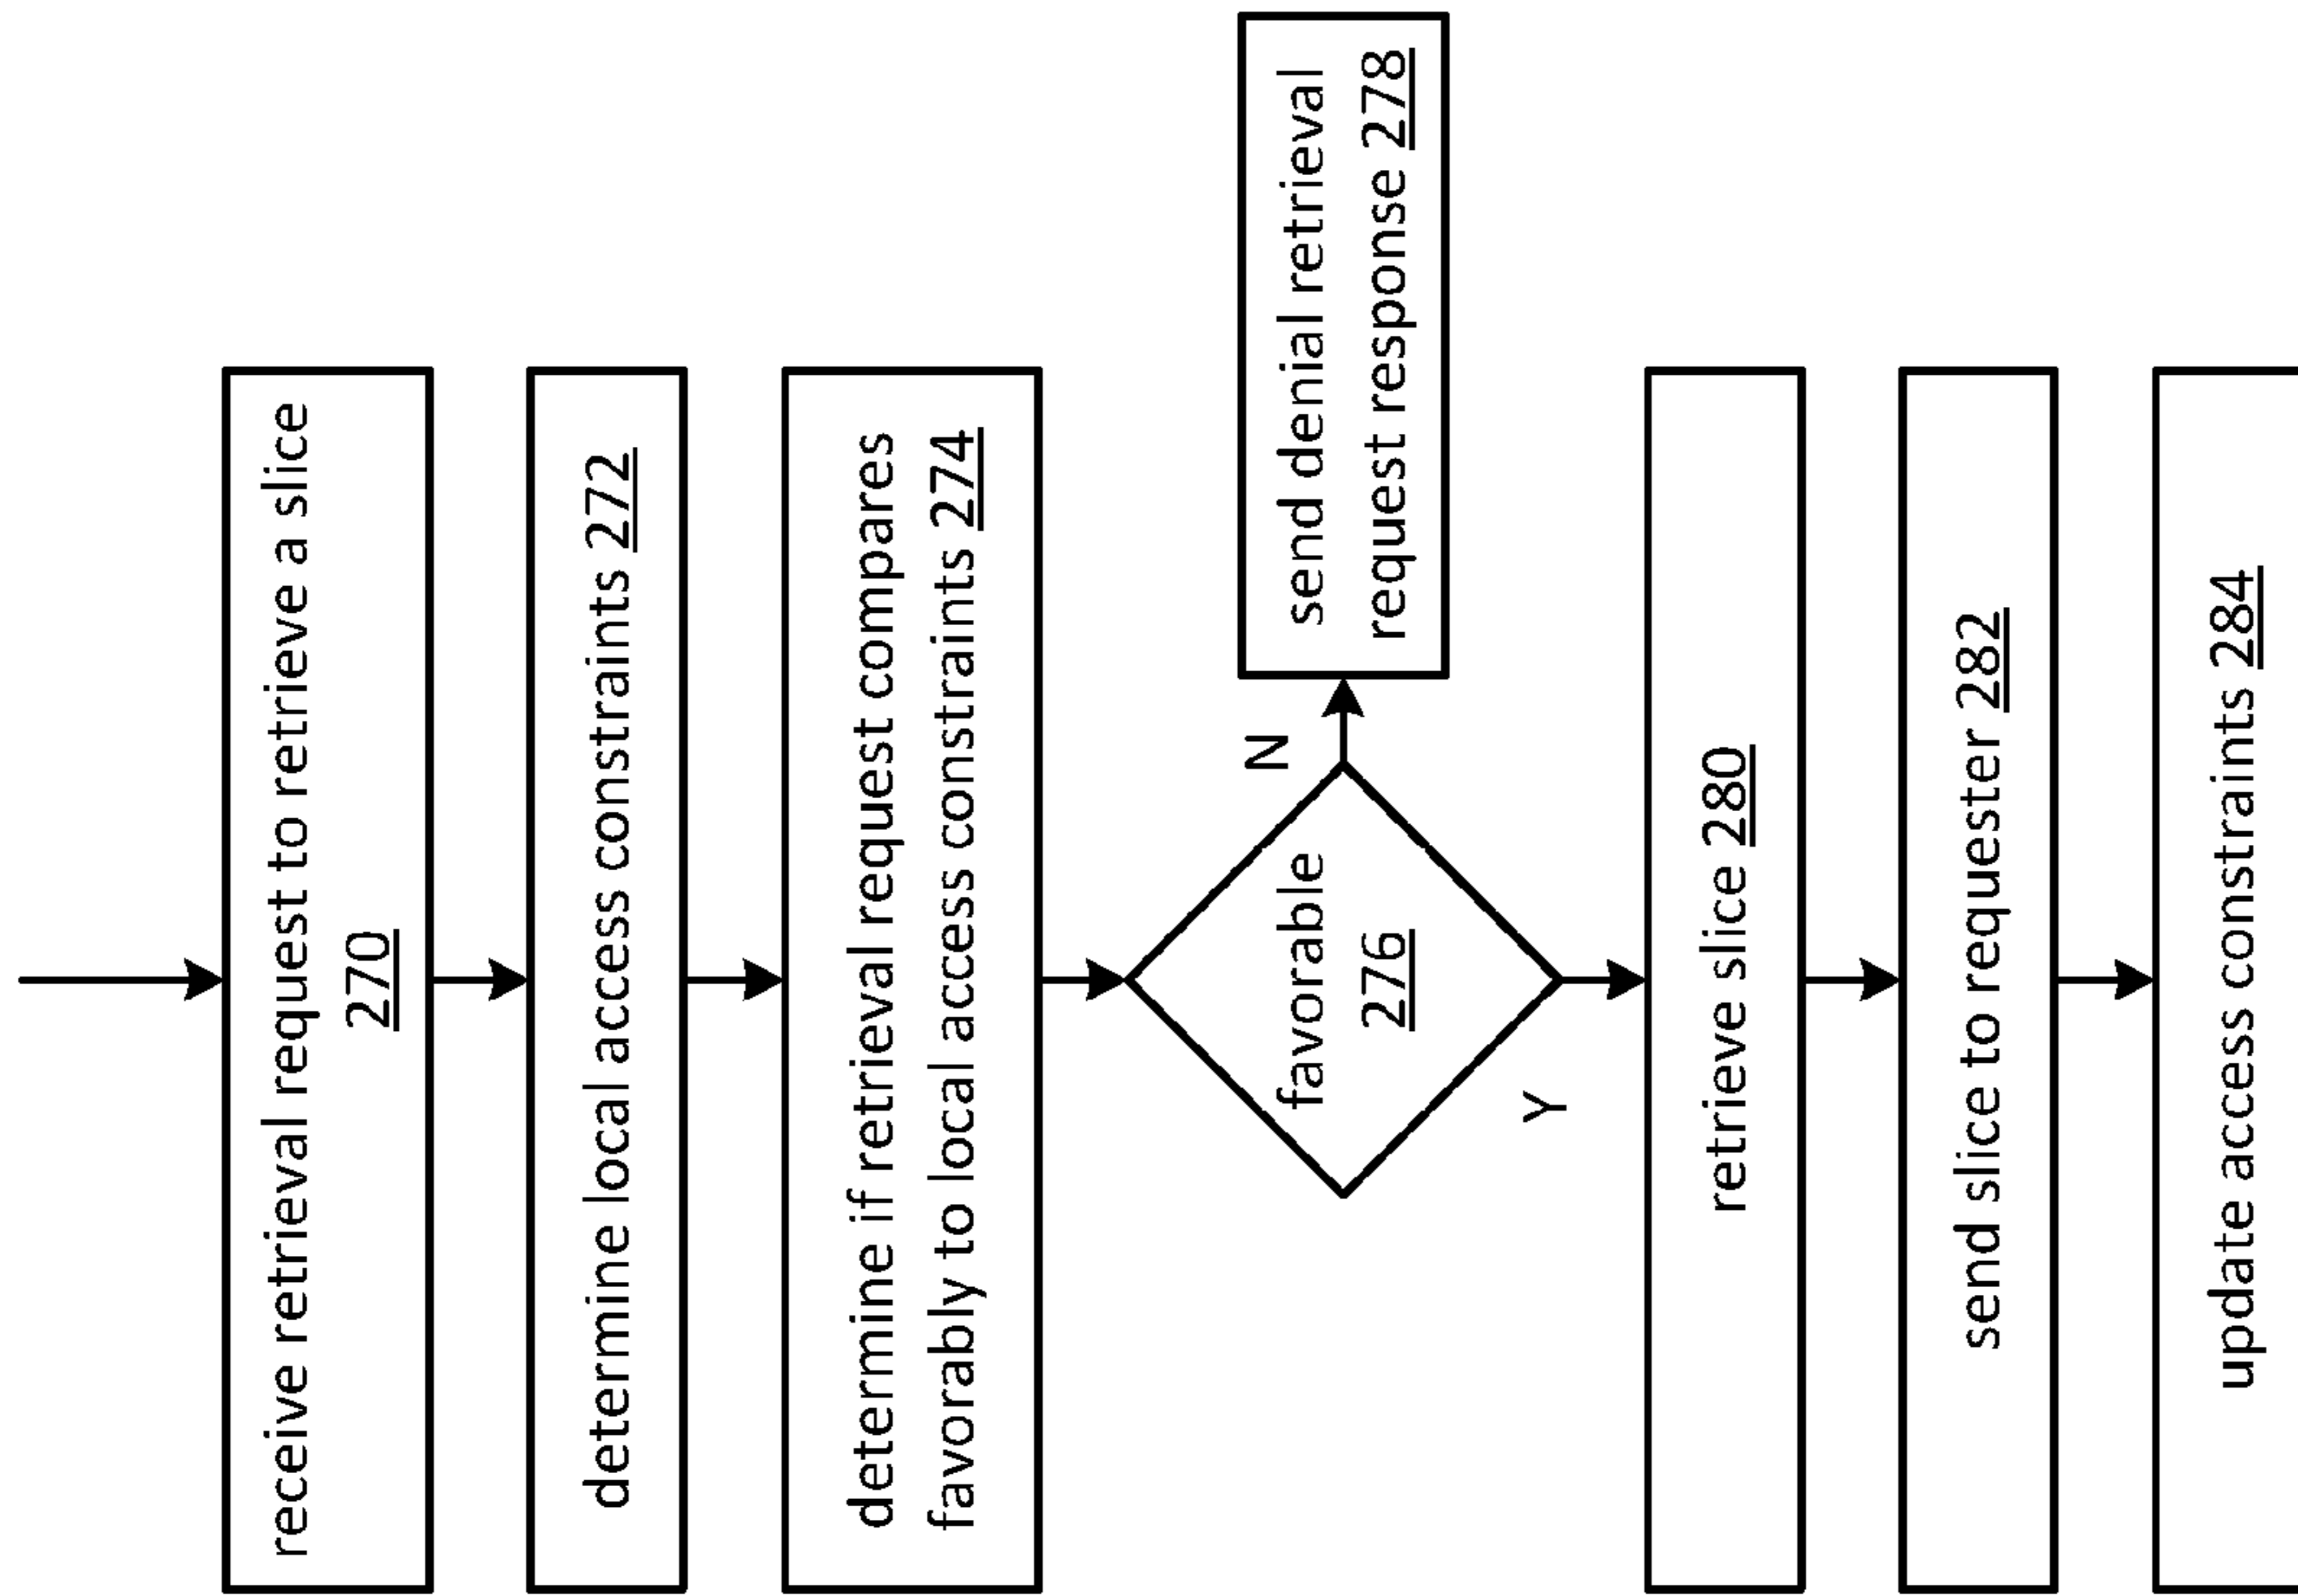 receive retrieval request to retrieve a slice
270
determine local access constraints 272
determine if retrieval request compares
favorably to local access constraints 274
favorable
276
N
send denial retrieval
request response 278
Y
retrieve slice 280
send slice to requester 282
update access constraints 284